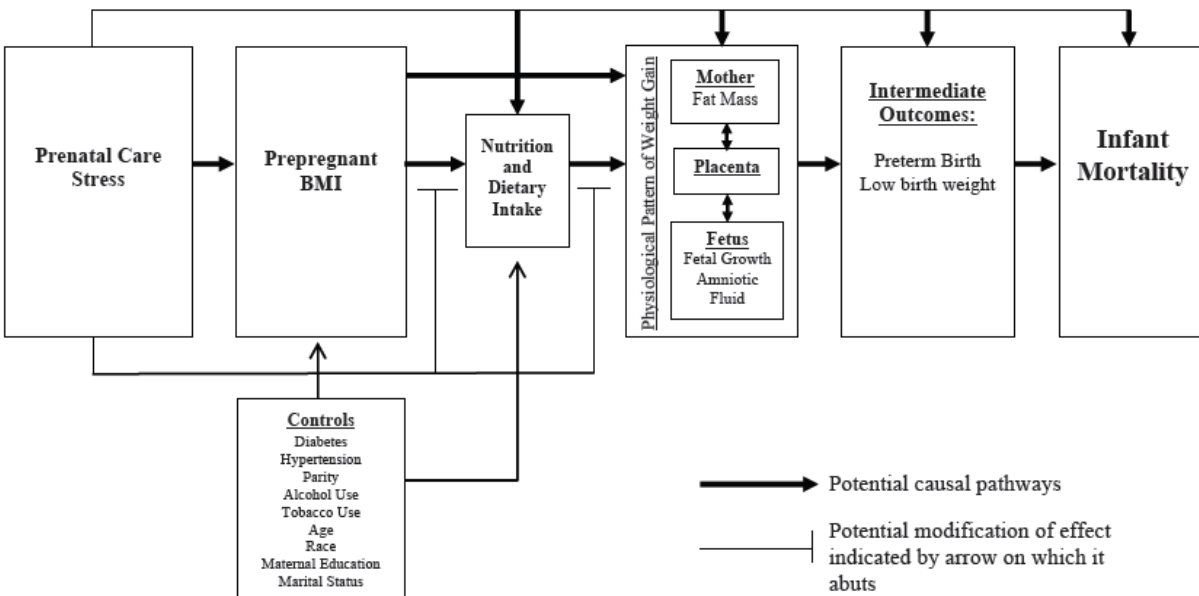 Prenatal Care
Stress
Prepregnant
BMI
Nutrition
and
Dietary
Intake
Physiological Pattern of Weight Gain
Mother
Fat Mass
Placenta
Fetus
Fetal Growth
Amniotic
Fluid
Intermediate
Outcomes:
Preterm Birth
Low birth weight
Infant
Mortality
Controls
Diabetes
Hypertension
Parity
Alcohol Use
Tobacco Use
Age
Race
Maternal Education
Marital Status
Potential causal pathways
Potential modification of effect
indicated by arrow on which it
abuts